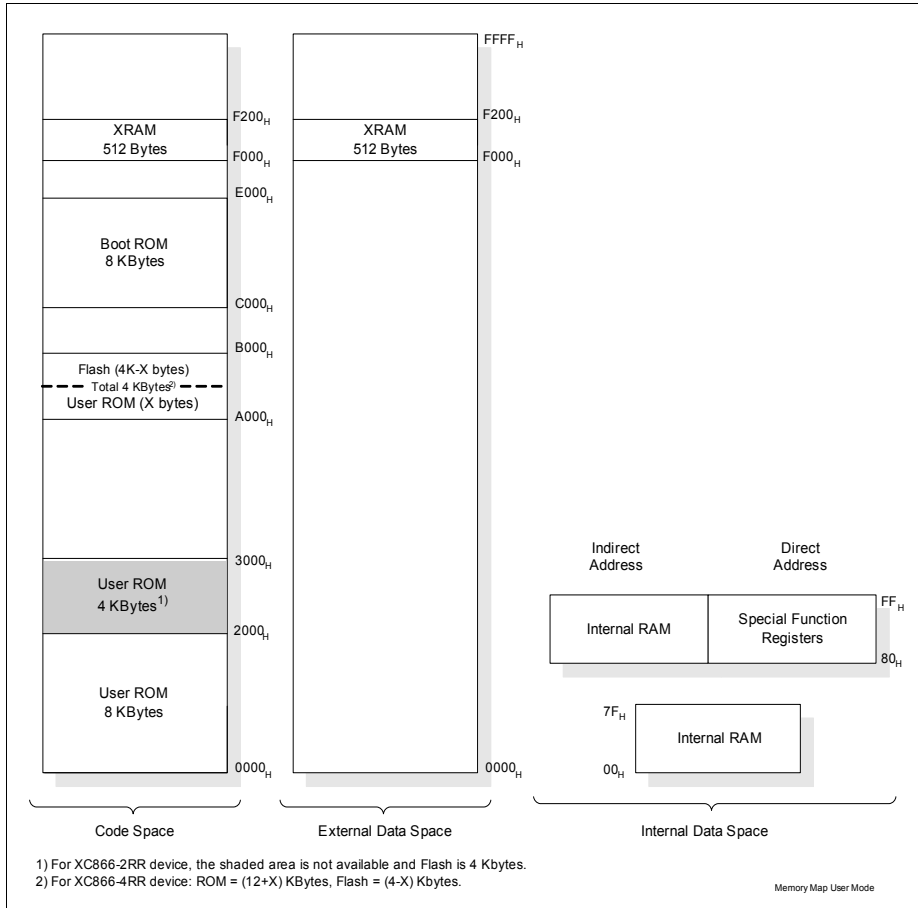 FFFFH
F200H F200H
XRAM XRAM
512 Bytes 512 Bytes
F000H F000H
E000H
Boot ROM
8 KBytes
C000H
B000H
Flash (4K-X bytes)
Total 4 KBytes2)
User ROM (X bytes)
A000H
Indirect Direct
Address Address
3000H
User ROM
4 KBytes1)
FFH
Internal RAM Special Function
Registers
2000H
80H
User ROM
8 KBytes
7FH
Internal RAM
0000H 0000H 00H
Code Space External Data Space Internal Data Space
1) For XC866-2RR device, the shaded area is not available and Flash is 4 Kbytes.
2) For XC866-4RR device: ROM = (12+X) KBytes, Flash = (4-X) Kbytes.
Memory Map User Mode